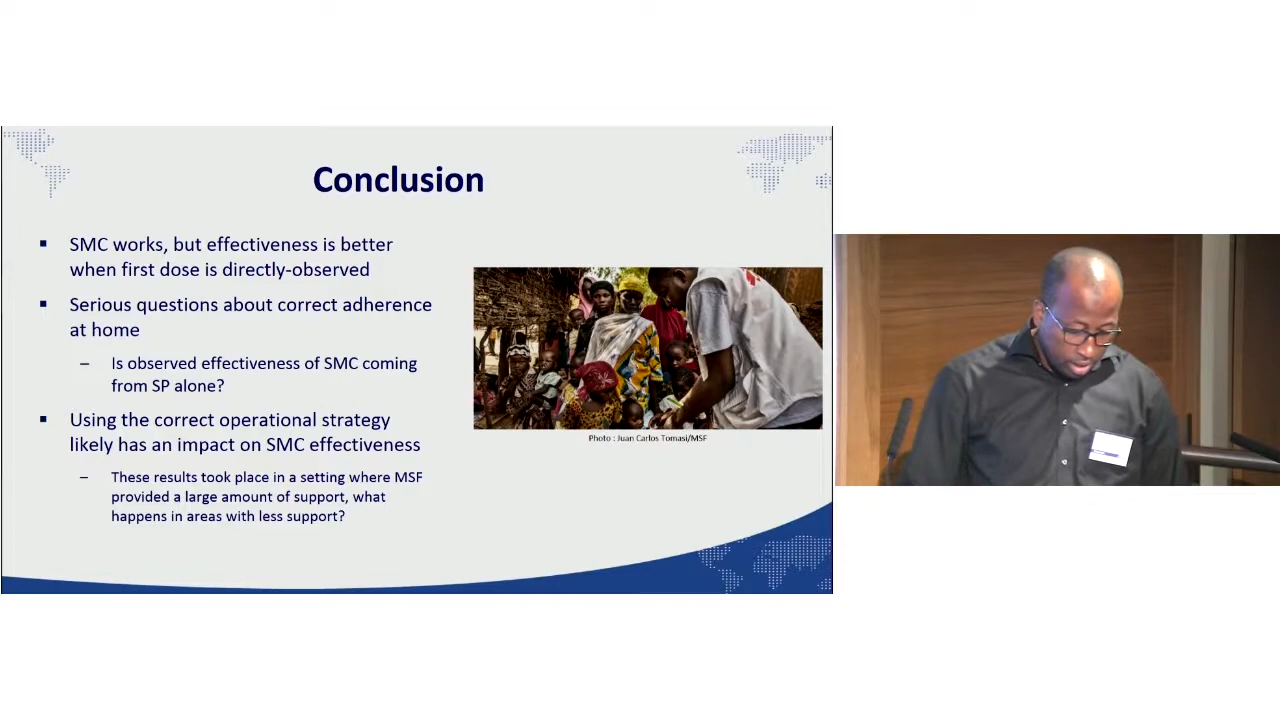 Conclusion
SMC works, but effectiveness is better
when first dose is directly-observed
Serious questions about correct adherence
at home
– Is observed effectiveness of SMC coming
from SP alone?
Using the correct operational strategy
likely has an impact on SMC effectiveness
– These results took place in a setting where MSF
provided a large amount of support, what
happens in areas with less support?
Photo : Juan Carlos Tomasi/MSF